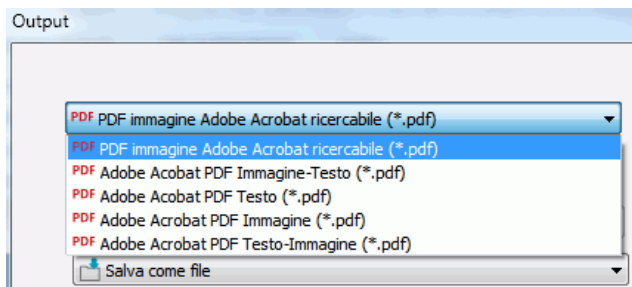 Output
PDF PDF immagine Adobe Acrobat ricercabile (*.pdf)
PDF PDF immagine Adobe Acrobat ricercabile (*.pdf)
PDF Adobe Acobat PDF Immagine-Testo (*.pdf)
PDF Adobe Acobat PDF Testo (*.pdf)
PDF Adobe Acrobat PDF Immagine (*.pdf)
PDF Adobe Acrobat PDF Testo-Immagine (*.pdf)
Salva come file